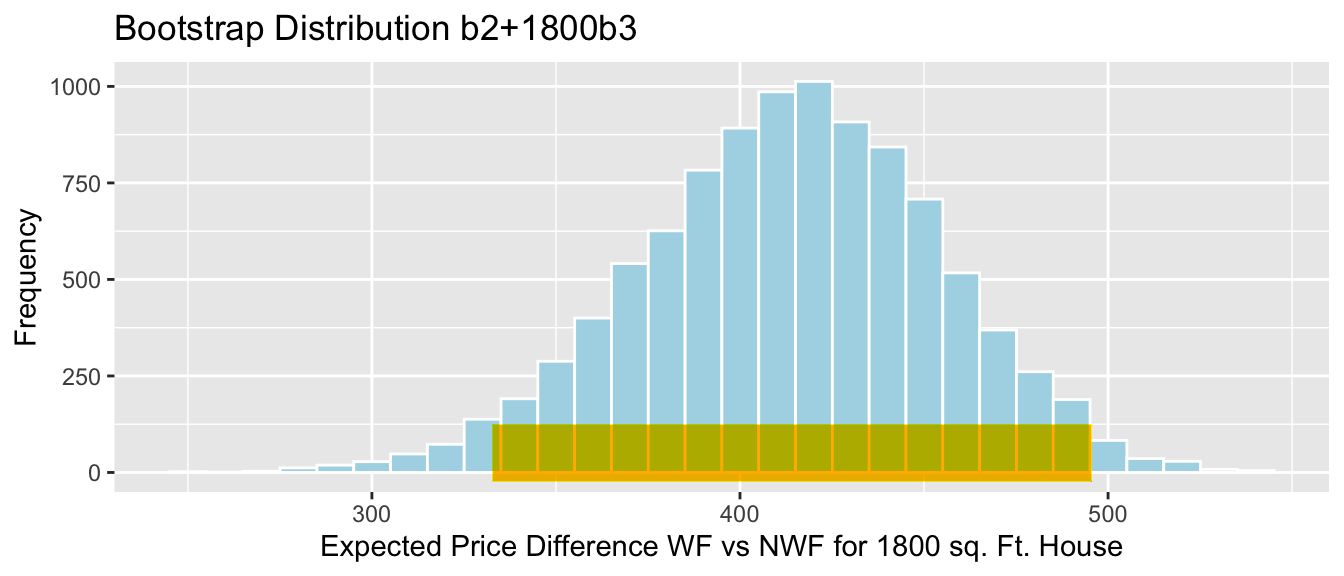 Bootstrap Distribution b2+1800b3
1000
750
500
250
0
Frequency
300 400 500
Expected Price Difference WF vs NWF for 1800 sq. Ft. House